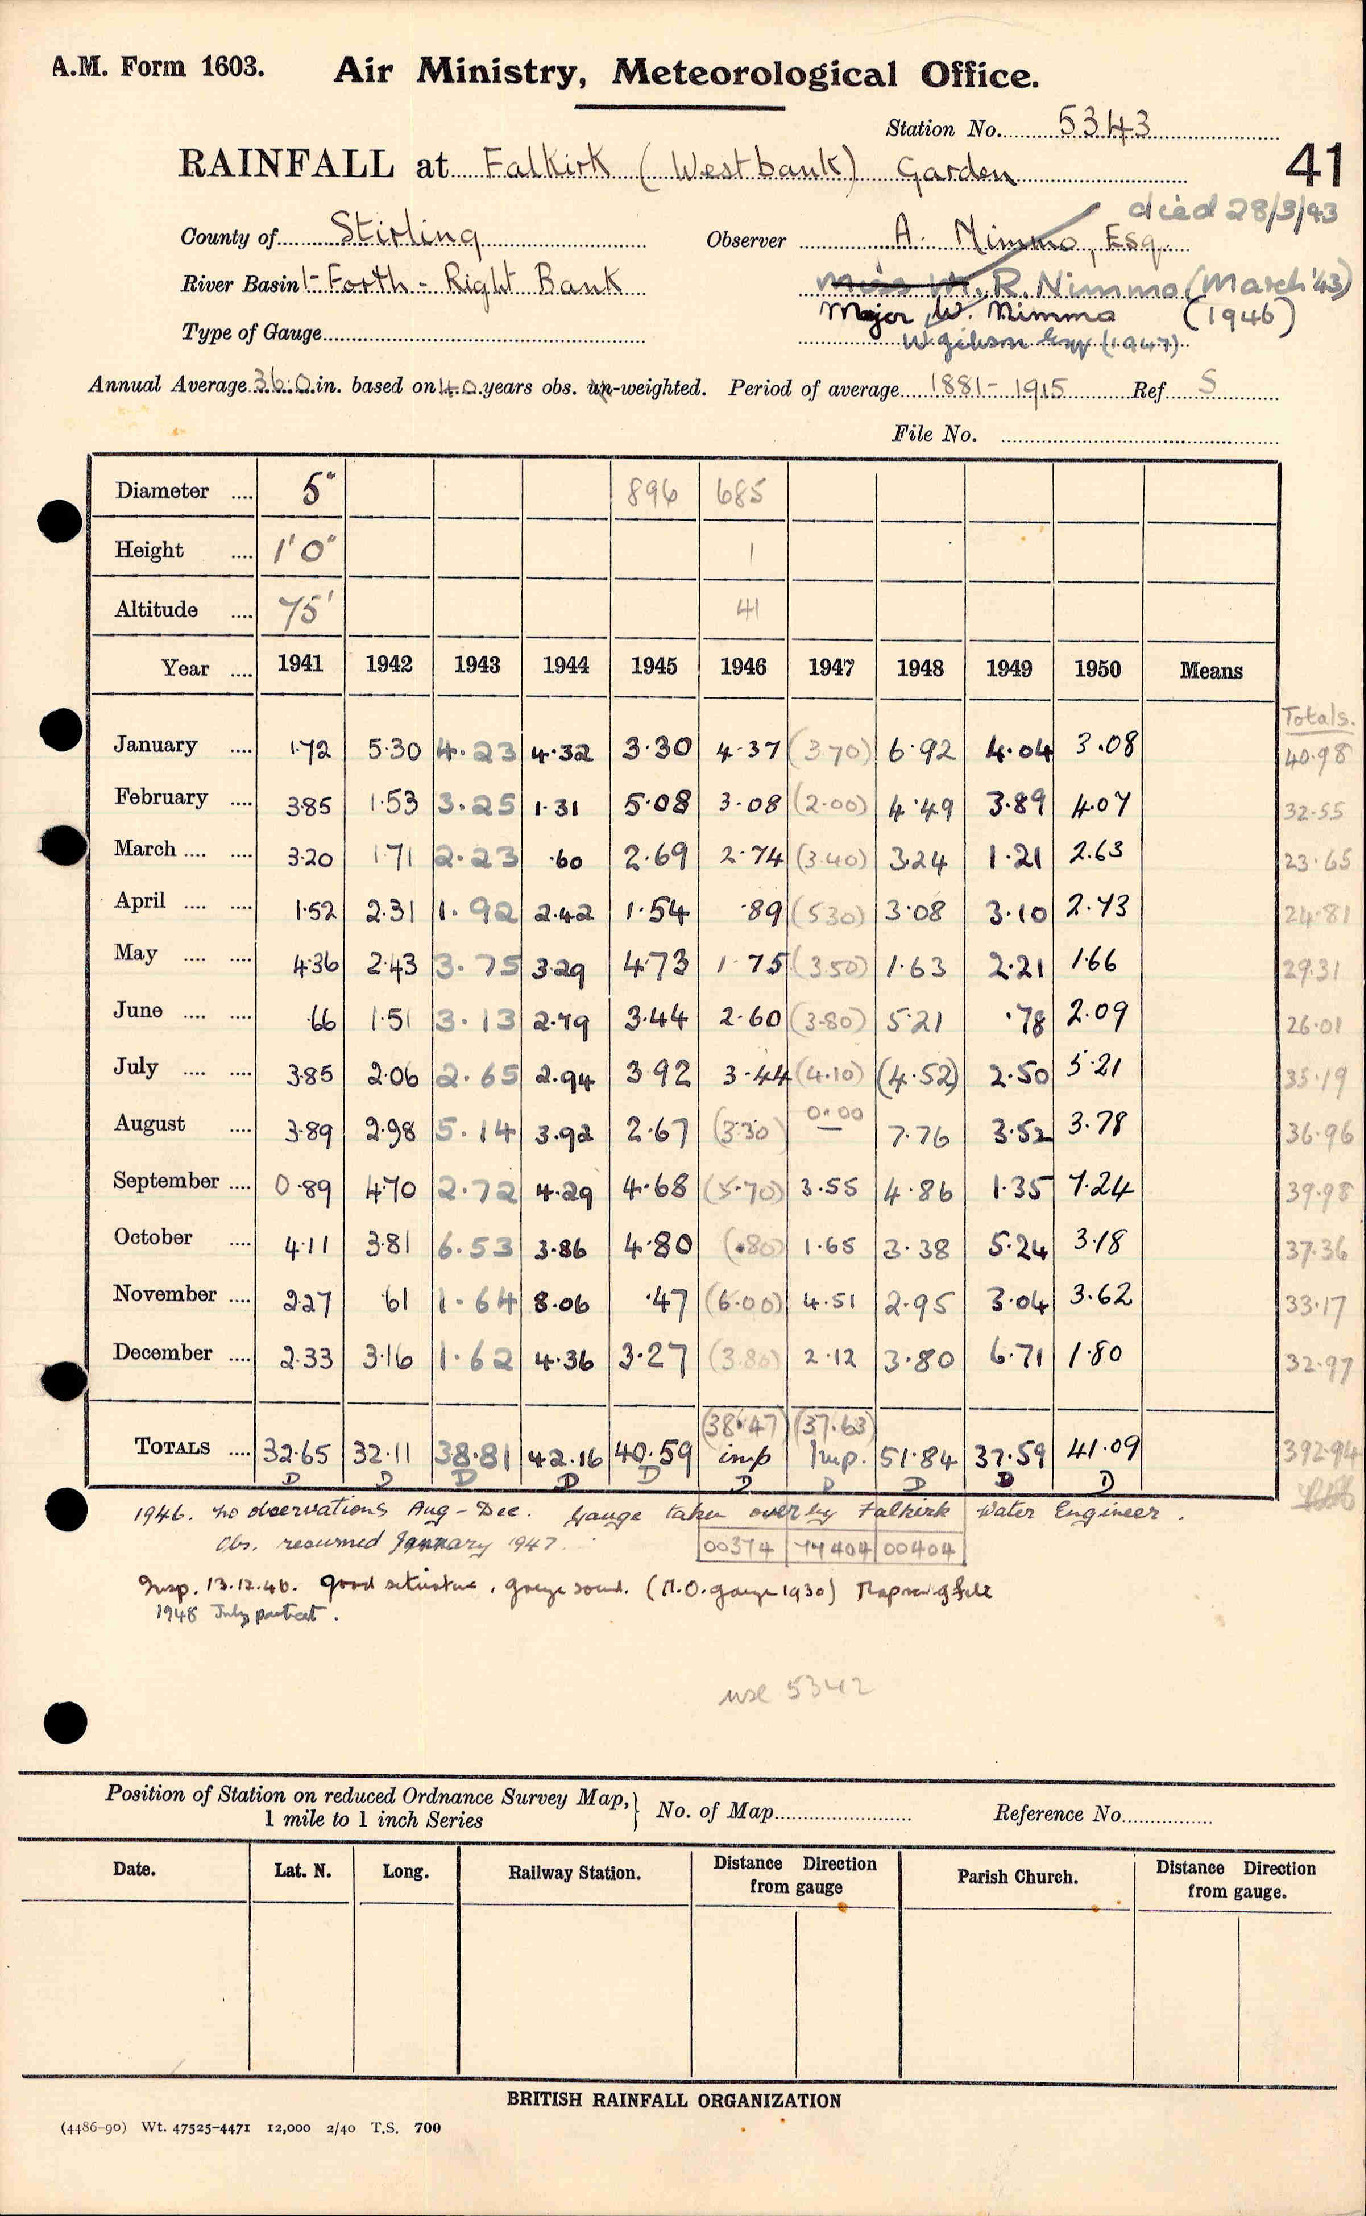 A.M. Form 1603. Air Ministry, Meteorological Office.
Station No. 5343
RAINFALL at Falkirk (Westbank) Garden 41
died 28/3/43
County of Stirling Observer A. Nimmo, Esq.
River Basin Forth - Right Bank Miss M. R. Nimmo (March '43)
Major W. Nimmo (1946)
Type of Gauge W. Gibson Esq (1947)
Annual Average 36.0 in. based on 40 years obs. un-weighted. Period of average 1881-1915 Ref S
File No.
Diameter 5" 896 685
Height 1'0" 1
Altitude 75' 41
Year 1941 1942 1943 1944 1945 1946 1947 1948 1949 1950 Means
Totals.
January 1.72 5.30 4.23 4.32 3.30 4.37 (3.70) 6.92 4.04 3.08 40.98
February 3.85 1.53 3.25 1.31 5.08 3.08 (2.00) 4.49 3.89 4.07 32.55
March 3.20 1.71 2.23 .60 2.69 2.74 (3.40) 3.24 1.21 2.63 23.65
April 1.52 2.31 1.92 2.42 1.54 .89 (5.30) 3.08 3.10 2.73 24.81
May 4.36 2.43 3.75 3.29 4.73 1.75 (3.50) 1.63 2.21 1.66 29.31
June .66 1.51 3.13 2.79 3.44 2.60 (3.80) 5.21 .78 2.09 26.01
July 3.85 2.06 2.65 2.94 3.92 3.44 (4.10) (4.52) 2.50 5.21 35.19
August 3.89 2.98 5.14 3.92 2.67 (3.30) 0.00 — 7.76 3.52 3.78 36.96
September 0.89 4.70 2.72 4.29 4.68 (5.70) 3.55 4.86 1.35 7.24 39.98
October 4.11 3.81 6.53 3.86 4.80 (.80) 1.65 3.38 5.24 3.18 37.36
November 2.27 .61 1.64 8.06 .47 (6.00) 4.51 2.95 3.04 3.62 33.17
December 2.33 3.16 1.62 4.36 3.27 (3.80) 2.12 3.80 6.71 1.80 32.97
(38.47) (37.63)
TOTALS 32.65 32.11 38.81 42.16 40.59 imp Imp. 51.84 37.59 41.09 392.94
D D D D D D D D D D
1946. no observations Aug - Dec. Gauge taken over by Falkirk Water Engineer.
Obs. resumed January 1947. 00374 74404 00404
Insp. 13.12.46. Good situation, gauge sound. (M.O. gauge 1930)
1948 July
use 5342
Position of Station on reduced Ordnance Survey Map, 1 mile to 1 inch Series No. of Map Reference No.
Date. Lat. N. Long. Railway Station. Distance Direction from gauge Parish Church. Distance Direction from gauge.
BRITISH RAINFALL ORGANIZATION
(4486-90) Wt. 47525-4471 12,000 2/40 T.S. 700